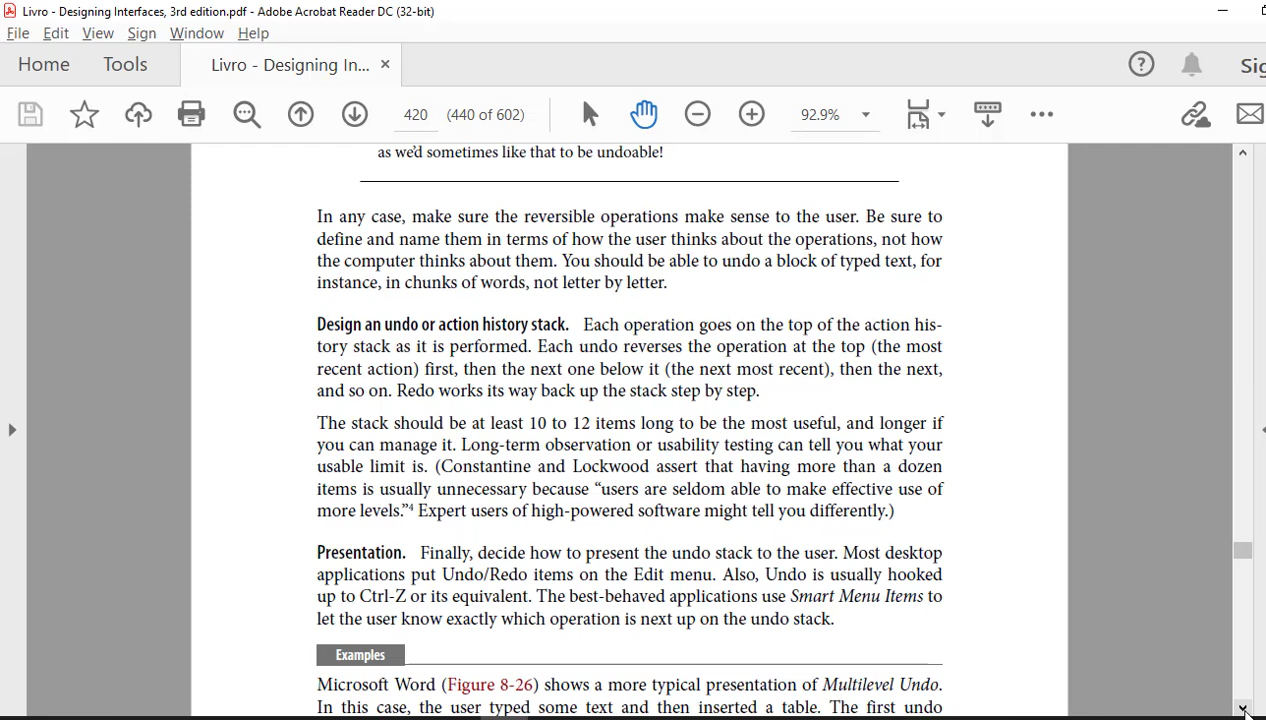 Livro - Designing Interfaces, 3rd edition.pdf - Adobe Acrobat Reader DC (32-bit)
File Edit View Sign Window Help
Home Tools Livro - Designing In... ×
420 (440 of 602) 92.9%
as we'd sometimes like that to be undoable!
In any case, make sure the reversible operations make sense to the user. Be sure to
define and name them in terms of how the user thinks about the operations, not how
the computer thinks about them. You should be able to undo a block of typed text, for
instance, in chunks of words, not letter by letter.
Design an undo or action history stack. Each operation goes on the top of the action his-
tory stack as it is performed. Each undo reverses the operation at the top (the most
recent action) first, then the next one below it (the next most recent), then the next,
and so on. Redo works its way back up the stack step by step.
The stack should be at least 10 to 12 items long to be the most useful, and longer if
you can manage it. Long-term observation or usability testing can tell you what your
usable limit is. (Constantine and Lockwood assert that having more than a dozen
items is usually unnecessary because “users are seldom able to make effective use of
more levels.”4 Expert users of high-powered software might tell you differently.)
Presentation. Finally, decide how to present the undo stack to the user. Most desktop
applications put Undo/Redo items on the Edit menu. Also, Undo is usually hooked
up to Ctrl-Z or its equivalent. The best-behaved applications use Smart Menu Items to
let the user know exactly which operation is next up on the undo stack.
Examples
Microsoft Word (Figure 8-26) shows a more typical presentation of Multilevel Undo.
In this case, the user typed some text and then inserted a table. The first undo